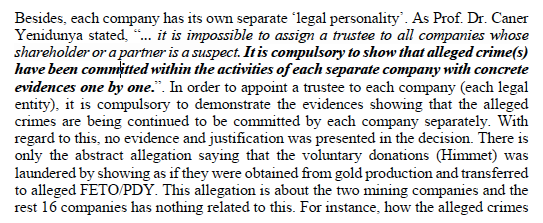 Besides, each company has its own separate ‘legal personality’. As Prof. Dr. Caner
Yenidunya stated, “... it is impossible to assign a trustee to all companies whose
shareholder or a partner is a suspect. It is compulsory to show that alleged crime(s)
have been committed within the activities of each separate company with concrete
evidences one by one.”. In order to appoint a trustee to each company (each legal
entity), it is compulsory to demonstrate the evidences showing that the alleged
crimes are being continued to be committed by each company separately. With
regard to this, no evidence and justification was presented in the decision. There is
only the abstract allegation saying that the voluntary donations (Himmet) was
laundered by showing as if they were obtained from gold production and transferred
to alleged FETO/PDY. This allegation is about the two mining companies and the
rest 16 companies has nothing related to this. For instance, how the alleged crimes